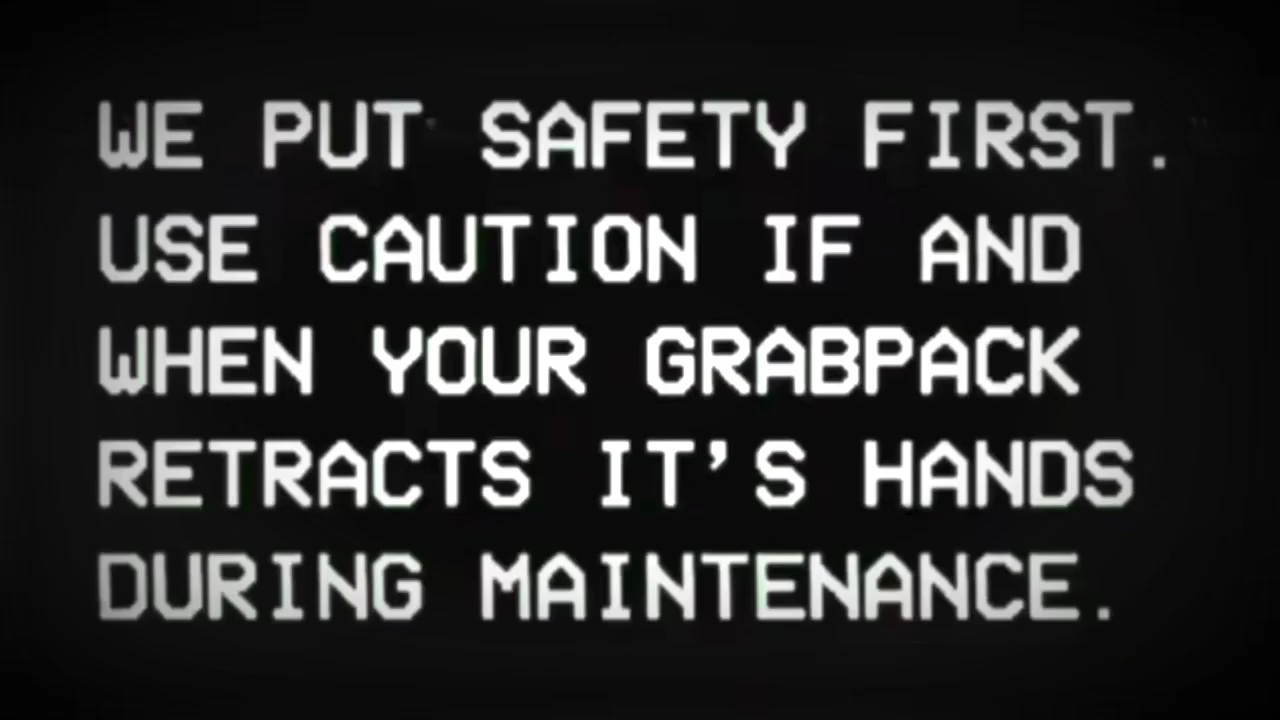 WE PUT SAFETY FIRST.
USE CAUTION IF AND
WHEN YOUR GRABPACK
RETRACTS IT'S HANDS
DURING MAINTENANCE.